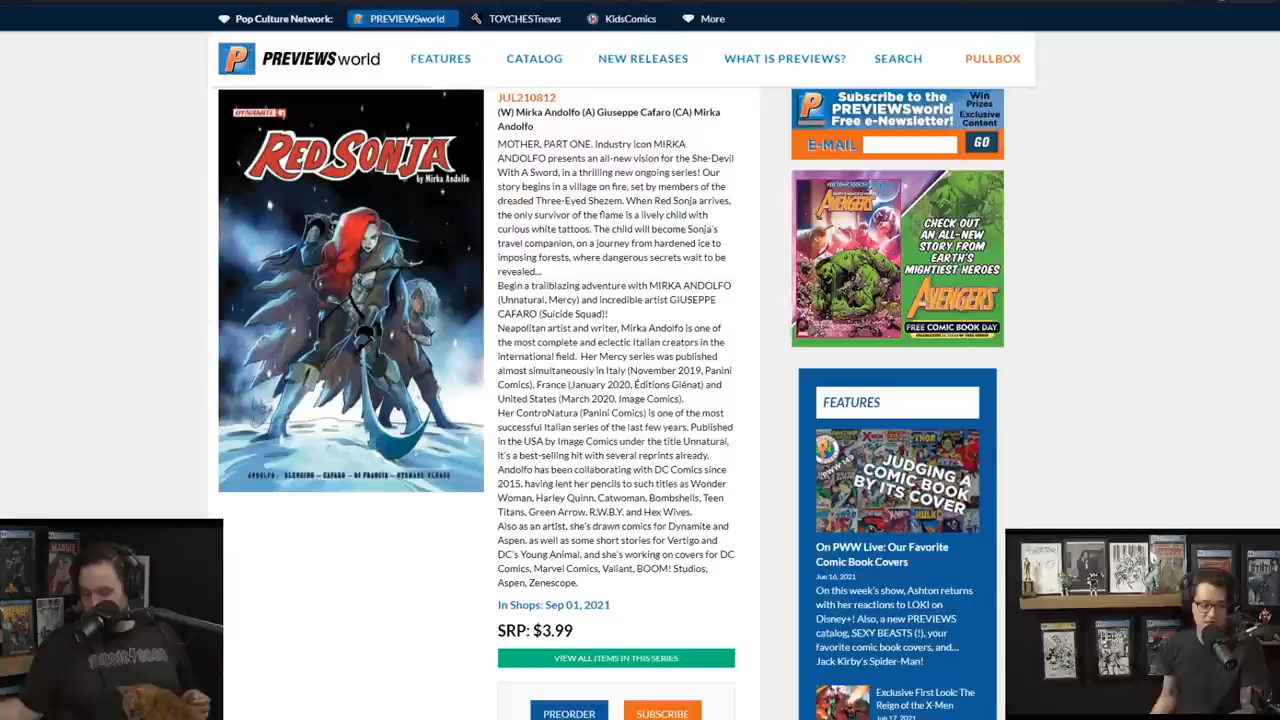 Pop Culture Network:
PREVIEWSworld
TOYCHESTnews
KidsComics
More
PREVIEWSworld
FEATURES
CATALOG
NEW RELEASES
WHAT IS PREVIEWS?
SEARCH
PULLBOX
DYNAMITE
RED SONJA
by Mirka Andolfo
JUL210812
(W) Mirka Andolfo (A) Giuseppe Cafaro (CA) Mirka
Andolfo
MOTHER, PART ONE. Industry icon MIRKA
ANDOLFO presents an all-new vision for the She-Devil
With A Sword, in a thrilling new ongoing series! Our
story begins in a village on fire, set by members of the
dreaded Three-Eyed Shezem. When Red Sonja arrives,
the only survivor of the flame is a lively child with
curious white tattoos. The child will become Sonja's
travel companion, on a journey from hardened ice to
imposing forests, where dangerous secrets wait to be
revealed...
Begin a trailblazing adventure with MIRKA ANDOLFO
(Unnatural, Mercy) and incredible artist GIUSEPPE
CAFARO (Suicide Squad)!
Neapolitan artist and writer, Mirka Andolfo is one of
the most complete and eclectic Italian creators in the
international field. Her Mercy series was published
almost simultaneously in Italy (November 2019, Panini
Comics), France (January 2020, Éditions Glénat) and
United States (March 2020, Image Comics).
Her ControNatura (Panini Comics) is one of the most
successful Italian series of the last few years. Published
in the USA by Image Comics under the title Unnatural,
it's a best-selling hit with several reprints already.
Andolfo has been collaborating with DC Comics since
2015, having lent her pencils to such titles as Wonder
Woman, Harley Quinn, Catwoman, Bombshells, Teen
Titans, Green Arrow. R.W.B.Y. and Hex Wives.
Also as an artist, she's drawn comics for Dynamite and
Aspen, as well as some short stories for Vertigo and
DC's Young Animal, and she's working on covers for DC
Comics, Marvel Comics, Valiant, BOOM! Studios,
Aspen, Zenescope.
In Shops: Sep 01, 2021
SRP: $3.99
VIEW ALL ITEMS IN THIS SERIES
PREORDER
SUBSCRIBE
Subscribe to the
PREVIEWSworld
Free e-Newsletter!
Win
Prizes
Exclusive
Content
E-MAIL
GO
AVENGERS
CHECK OUT
AN ALL-NEW
STORY FROM
EARTH'S
MIGHTIEST HEROES
AVENGERS
FREE COMIC BOOK DAY
FEATURES
JUDGING A
COMIC BOOK
BY ITS COVER
On PWW Live: Our Favorite
Comic Book Covers
Jun 16, 2021
On this week's show, Ashton returns
with her reactions to LOKI on
Disney+! Also, a new PREVIEWS
catalog, SEXY BEASTS (!), your
favorite comic book covers, and...
Jack Kirby's Spider-Man!
Exclusive First Look: The
Reign of the X-Men
Jun 17, 2021